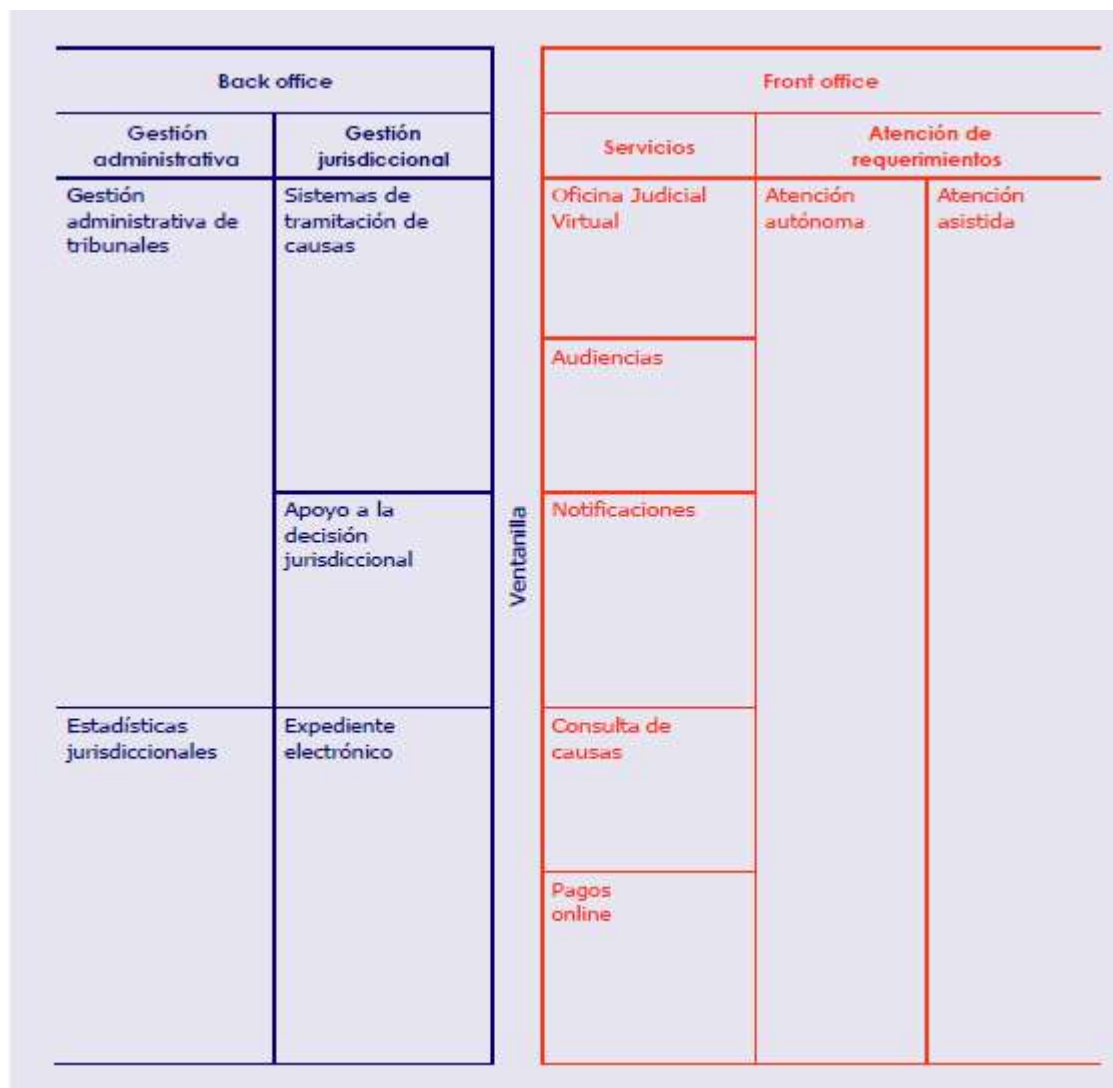 Back office
Gestión
administrativa
Gestión
jurisdiccional
Gestión
administrativa de
tribunales
Sistemas de
tramitación de
causas
Apoyo a la
decisión
jurisdiccional
Estadísticas
jurisdiccionales
Expediente
electrónico
Ventanilla
Front office
Servicios
Atención de
requerimientos
Oficina Judicial
Virtual
Atención
autónoma
Atención
asistida
Audiencias
Notificaciones
Consulta de
causas
Pagos
online